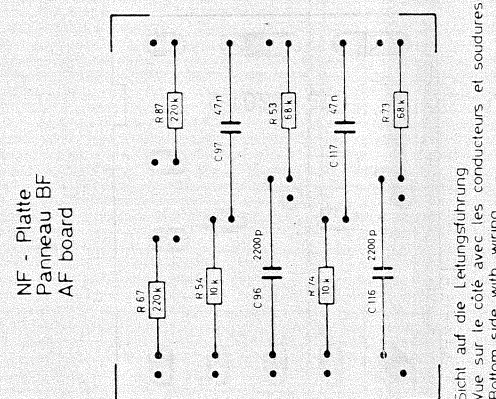 NF - Platte
Panneau BF
AF board
R 87
220k
47n
C 97
R 53
68k
47n
C 117
R 73
68k
R 67
220k
R 54
10k
2200p
C 96
R 74
10k
2200p
C 116
Sicht auf die Leitungsführung
Vue sur le côté avec les conducteurs et soudures
Bottom side with wiring